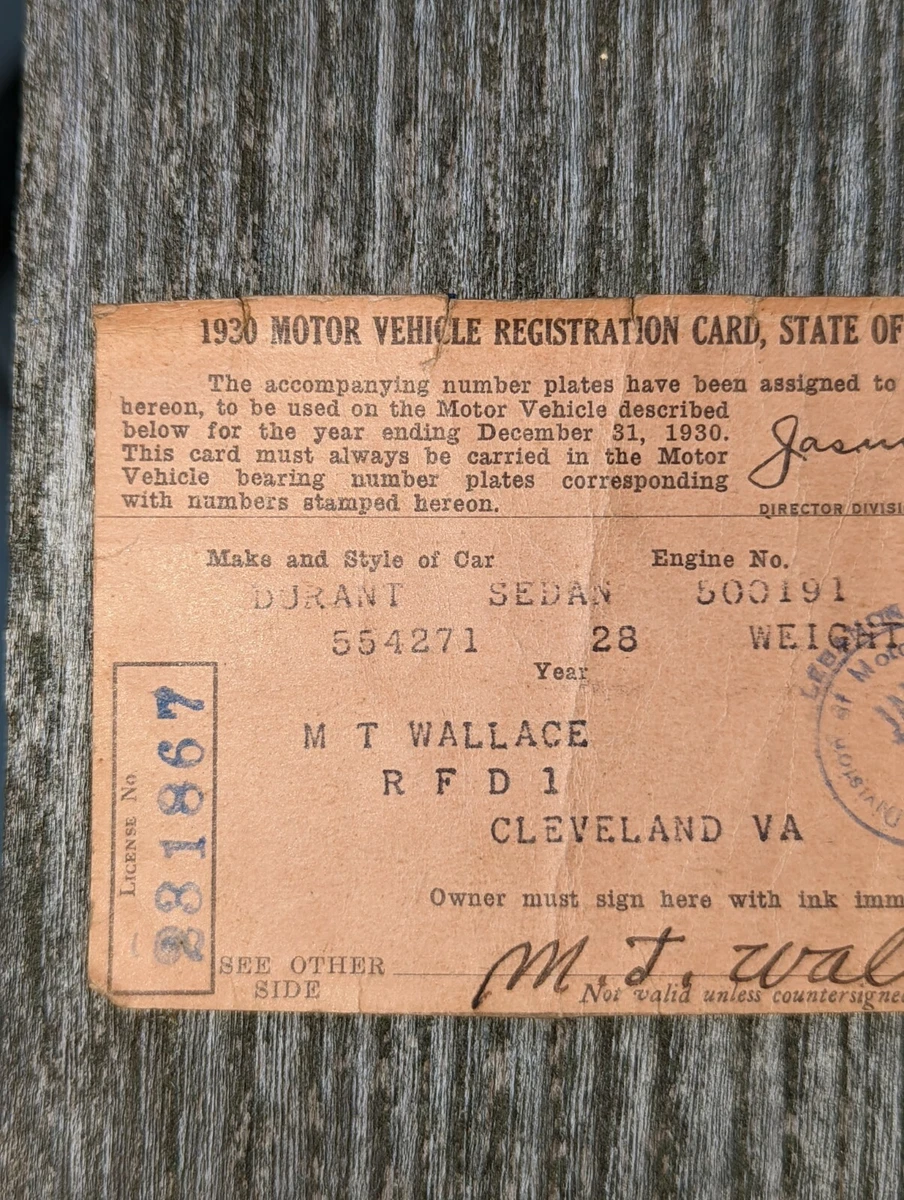 1930 MOTOR VEHICLE REGISTRATION CARD, STATE OF
The accompanying number plates have been assigned to
hereon, to be used on the Motor Vehicle described
below for the year ending December 31, 1930.
This card must always be carried in the Motor
Vehicle bearing number plates corresponding
with numbers stamped hereon.
DIRECTOR DIVISI
Make and Style of Car Engine No.
DURANT SEDAN 500191
554271 28 WEIGHT
Year
M T WALLACE
R F D 1
CLEVELAND VA
LICENSE No.
Division of Moto
Owner must sign here with ink imm
M. T. Wal
SEE OTHER
SIDE
Not valid unless countersigned